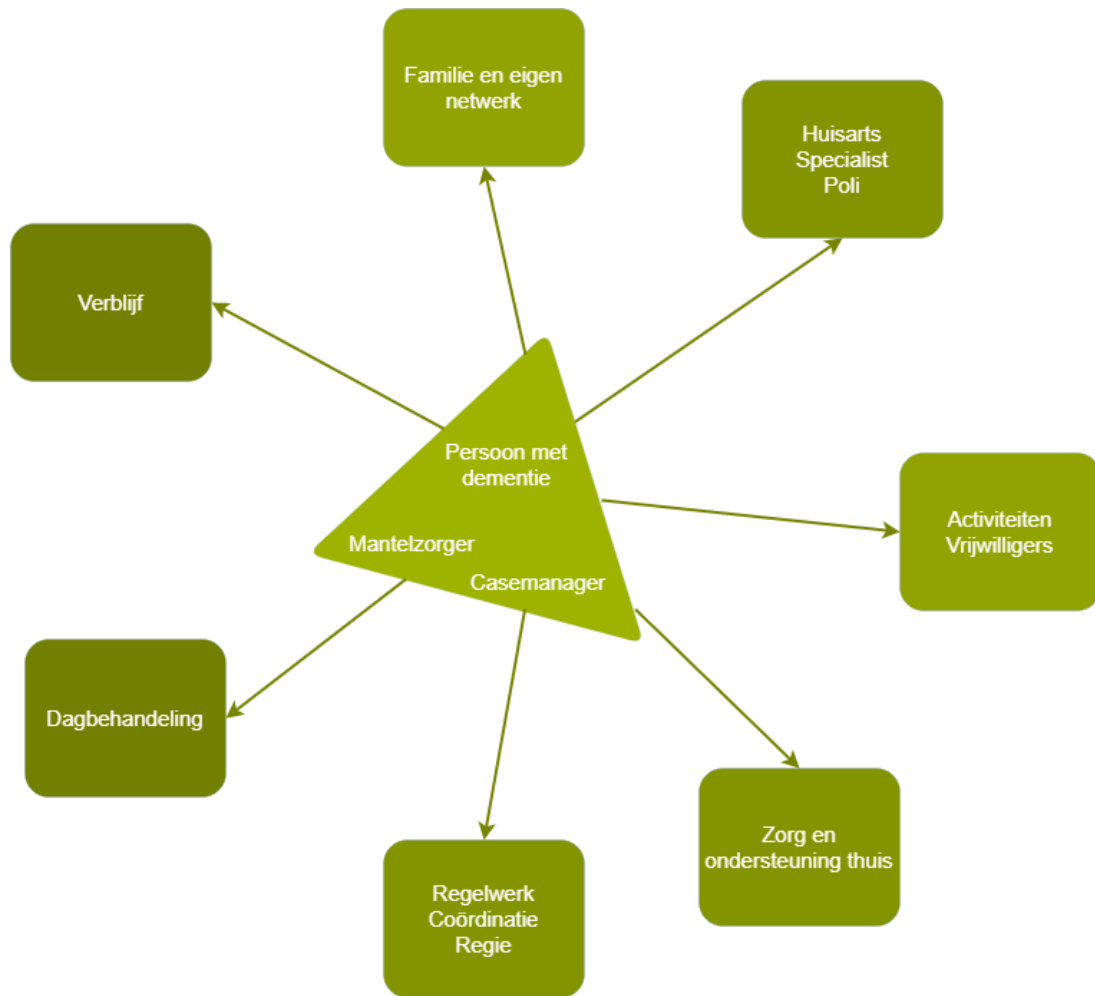 Familie en eigen
netwerk
Huisarts
Specialist
Poli
Verblijf
Persoon met
dementie
Activiteiten
Vrijwilligers
Mantelzorger
Casemanager
Dagbehandeling
Zorg en
ondersteuning thuis
Regelwerk
Coördinatie
Regie